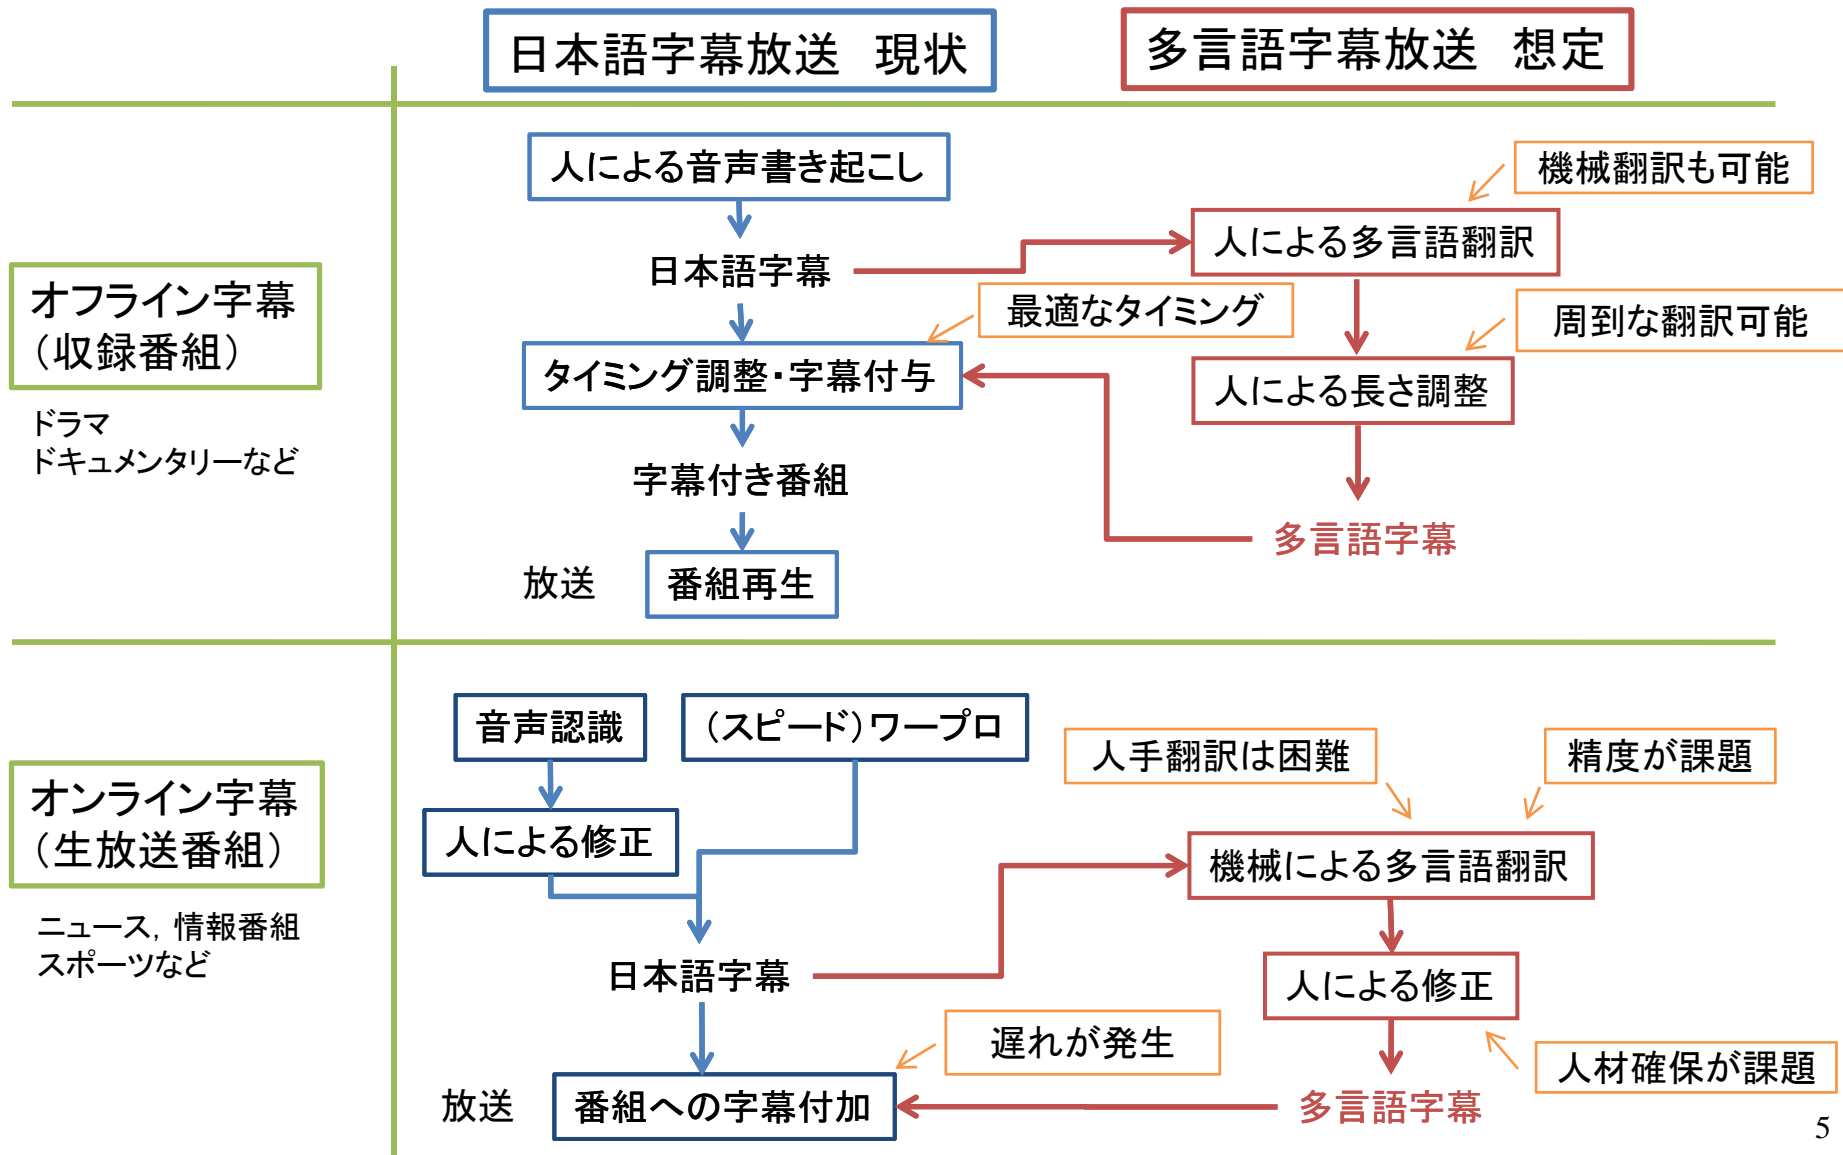 日本語字幕放送　現状
多言語字幕放送　想定
オフライン字幕
（収録番組）
ドラマ
ドキュメンタリーなど
人による音声書き起こし
日本語字幕
最適なタイミング
タイミング調整・字幕付与
字幕付き番組
放送
番組再生
機械翻訳も可能
人による多言語翻訳
周到な翻訳可能
人による長さ調整
多言語字幕
オンライン字幕
（生放送番組）
ニュース，情報番組
スポーツなど
音声認識
（スピード）ワープロ
人による修正
日本語字幕
遅れが発生
放送
番組への字幕付加
人手翻訳は困難
精度が課題
機械による多言語翻訳
人による修正
人材確保が課題
多言語字幕
5